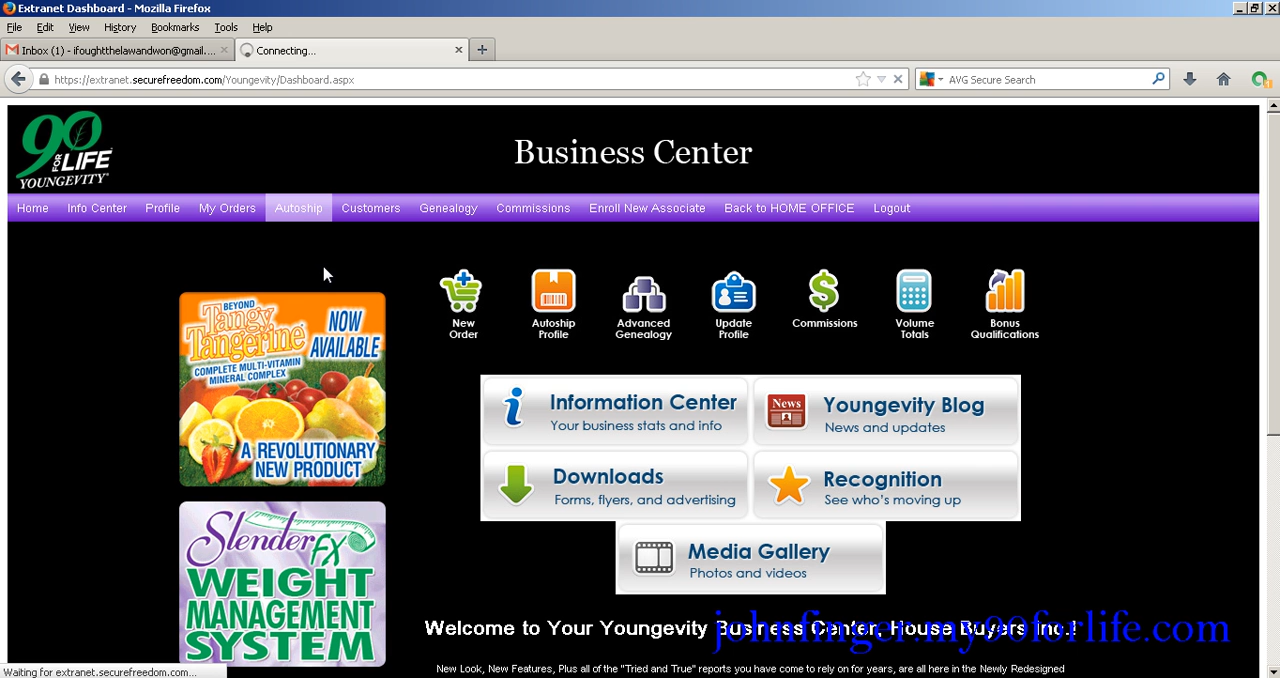 Extranet Dashboard - Mozilla Firefox
File Edit View History Bookmarks Tools Help
Inbox (1) - ifoughtthelawandwon@gmail.... Connecting...
https://extranet.securefreedom.com/Youngevity/Dashboard.aspx AVG Secure Search
90
FOR
LIFE
YOUNGEVITY
Business Center
Home Info Center Profile My Orders Autoship Customers Genealogy Commissions Enroll New Associate Back to HOME OFFICE Logout
New
Order
Autoship
Profile
Advanced
Genealogy
Update
Profile
Commissions
Volume
Totals
Bonus
Qualifications
BEYOND
Tangy
Tangerine
COMPLETE MULTI-VITAMIN
MINERAL COMPLEX
NOW
AVAILABLE
A REVOLUTIONARY
NEW PRODUCT
Information Center
Your business stats and info
News
Youngevity Blog
News and updates
Downloads
Forms, flyers, and advertising
Recognition
See who's moving up
Media Gallery
Photos and videos
Slender FX
WEIGHT
MANAGEMENT
SYSTEM
Welcome to Your Youngevity Business Center, House Buyers Inc.!
johnfinger.my90forlife.com
New Look, New Features, Plus all of the "Tried and True" reports you have come to rely on for years, are all here in the Newly Redesigned
Waiting for extranet.securefreedom.com...